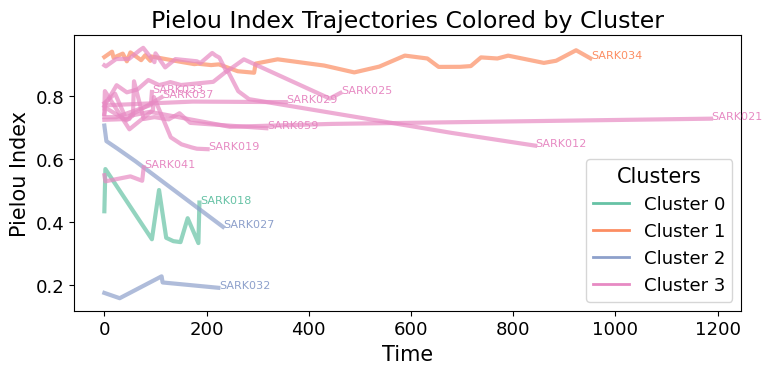 Pielou Index Trajectories Colored by Cluster
Pielou Index
0.8
0.6
0.4
0.2
SARK034
SARK033
SARK037
SARK025
SARK029
SARK021
SARK059
SARK019
SARK012
SARK041
SARK018
SARK027
SARK032
Clusters
Cluster 0
Cluster 1
Cluster 2
Cluster 3
0 200 400 600 800 1000 1200
Time